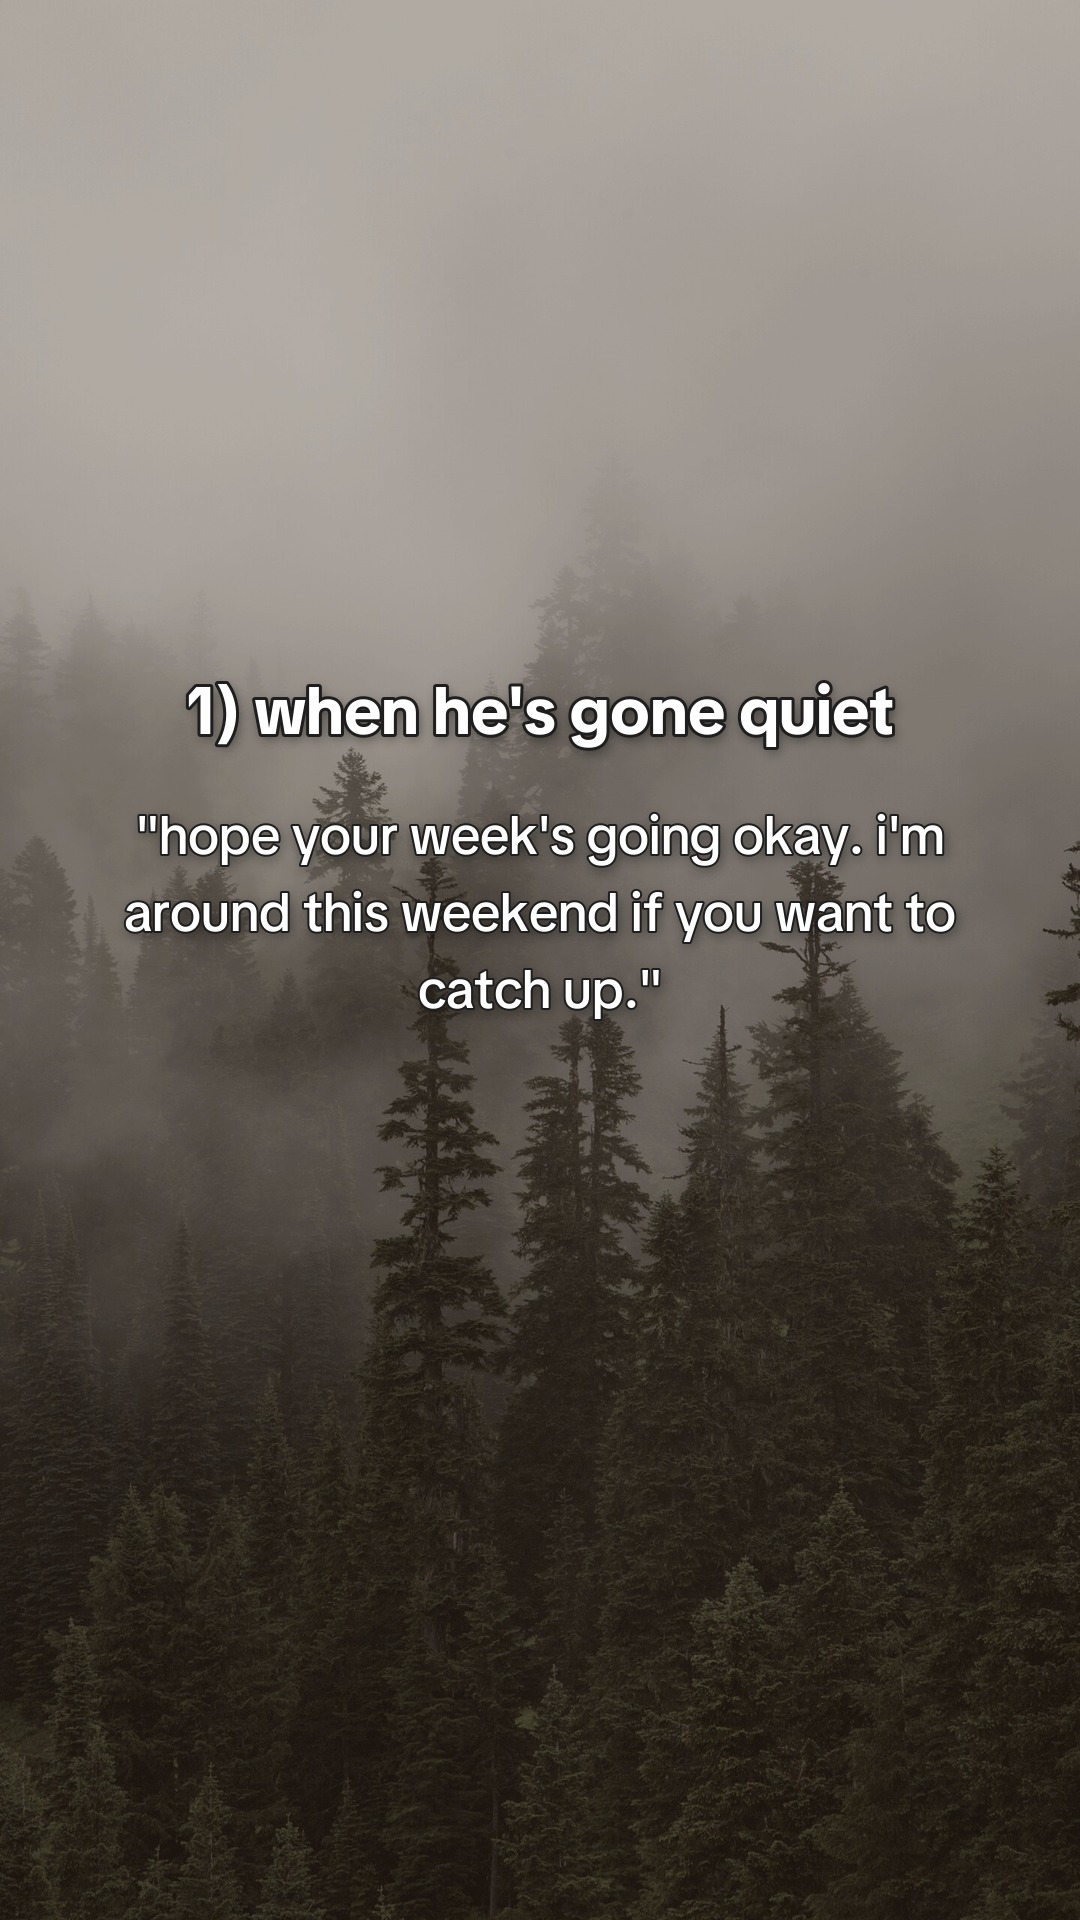 1) when he's gone quiet
"hope your week's going okay. i'm
around this weekend if you want to
catch up."